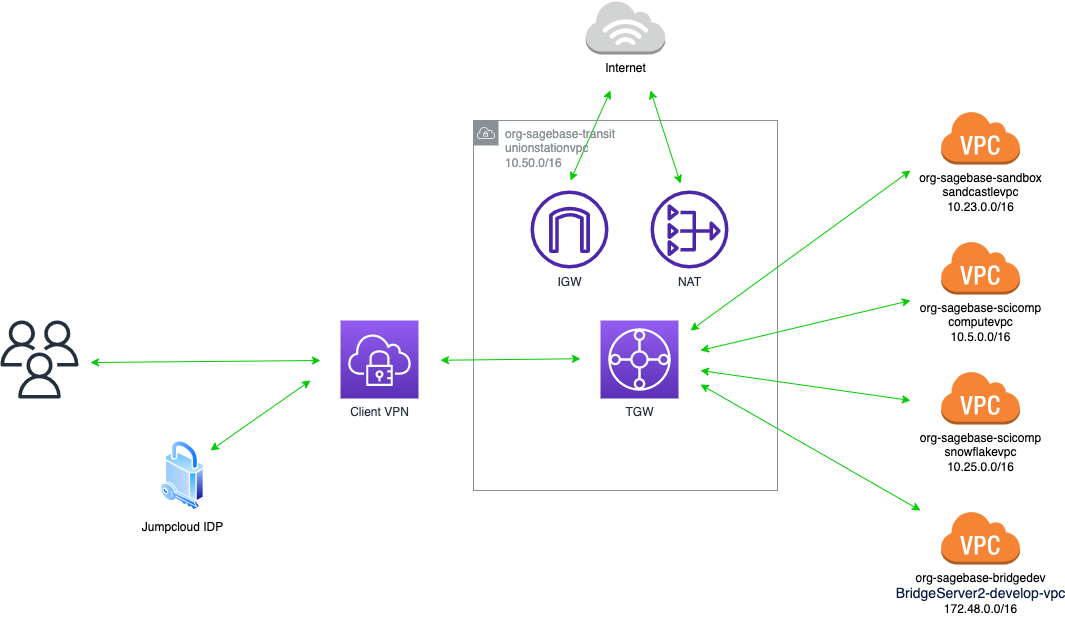 Internet
org-sagebase-transit
unionstationvpc
10.50.0/16
IGW
NAT
Client VPN
TGW
Jumpcloud IDP
VPC
org-sagebase-sandbox
sandcastlevpc
10.23.0.0/16
VPC
org-sagebase-scicomp
computevpc
10.5.0.0/16
VPC
org-sagebase-scicomp
snowflakevpc
10.25.0.0/16
VPC
org-sagebase-bridgedev
BridgeServer2-develop-vpc
172.48.0.0/16